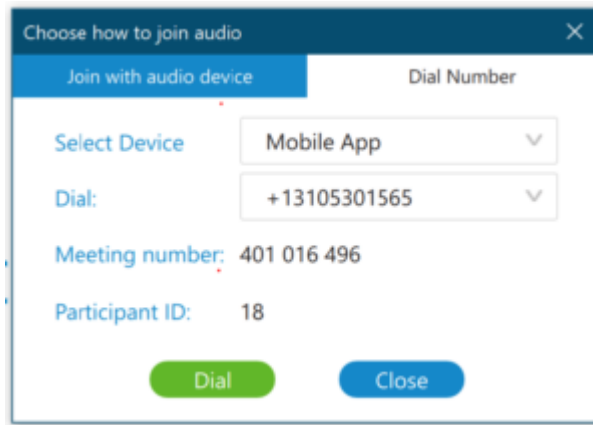 Choose how to join audio
Join with audio device Dial Number
Select Device Mobile App
Dial: +13105301565
Meeting number: 401 016 496
Participant ID: 18
Dial Close